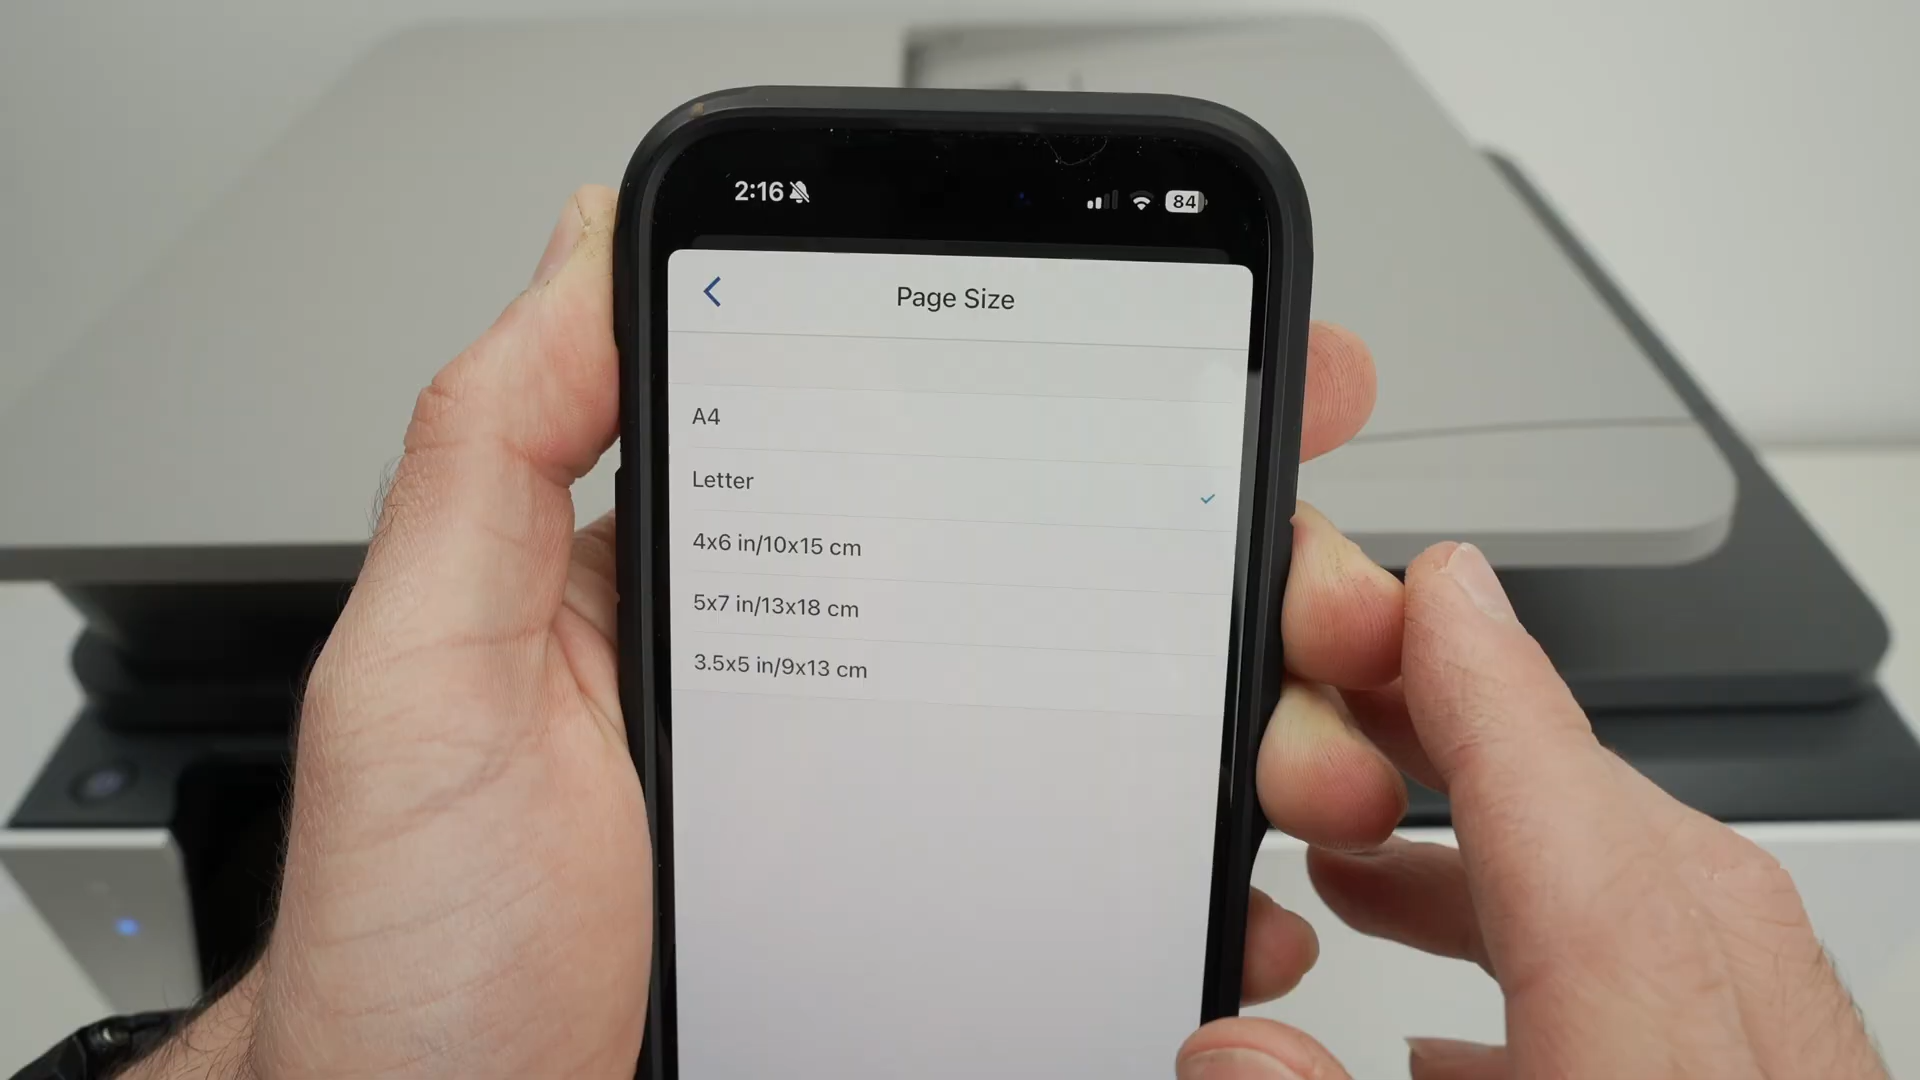 2:16
84
Page Size
A4
Letter
4x6 in/10x15 cm
5x7 in/13x18 cm
3.5x5 in/9x13 cm